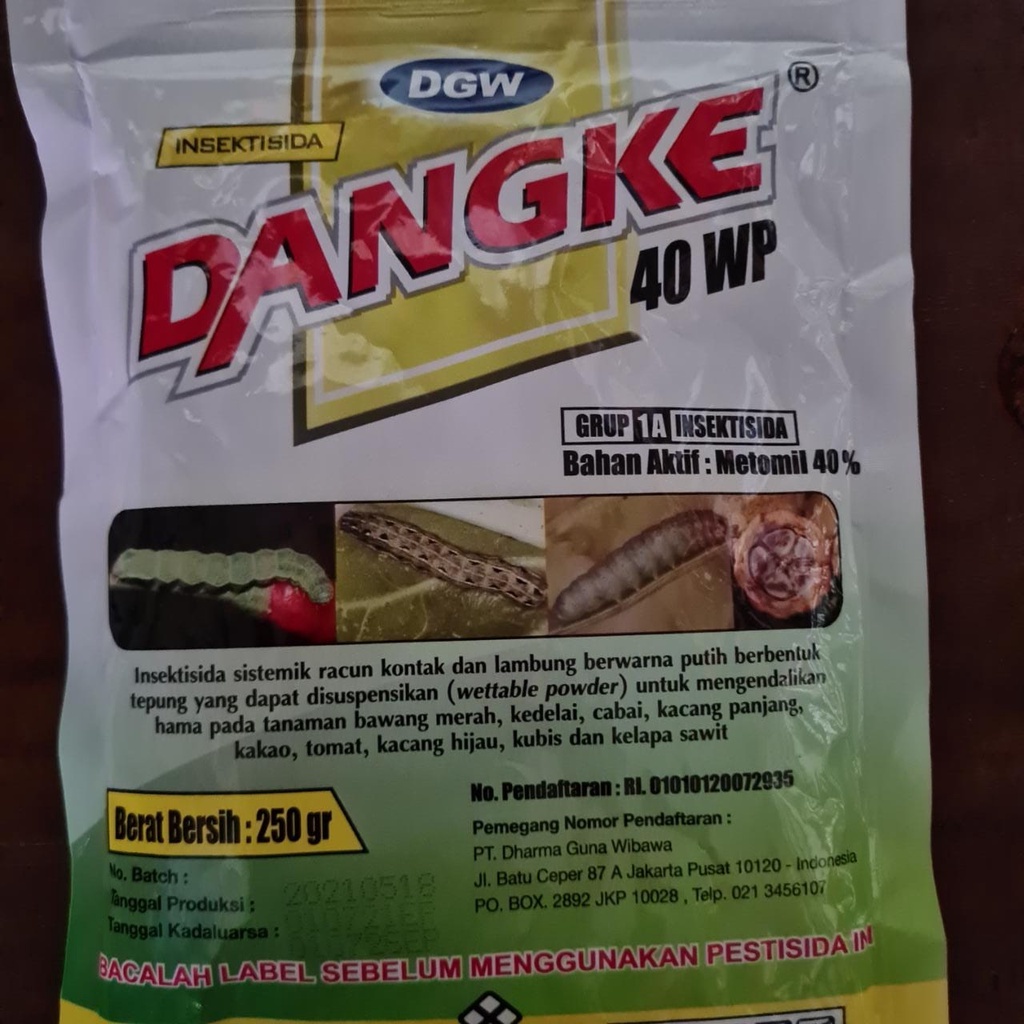 DGW
®
INSEKTISIDA
DANGKE
40 WP
GRUP 1A INSEKTISIDA
Bahan Aktif : Metomil 40%
Insektisida sistemik racun kontak dan lambung berwarna putih berbentuk
tepung yang dapat disuspensikan (wettable powder) untuk mengendalikan
hama pada tanaman bawang merah, kedelai, cabai, kacang panjang,
kakao, tomat, kacang hijau, kubis dan kelapa sawit
Berat Bersih : 250 gr
No. Batch :
Tanggal Produksi :
Tanggal Kadaluarsa :
20210518
No. Pendaftaran : RI. 01010120072935
Pemegang Nomor Pendaftaran :
PT. Dharma Guna Wibawa
Jl. Batu Ceper 87 A Jakarta Pusat 10120 - Indonesia
PO. BOX. 2892 JKP 10028 , Telp. 021 3456107
BACALAH LABEL SEBELUM MENGGUNAKAN PESTISIDA INI